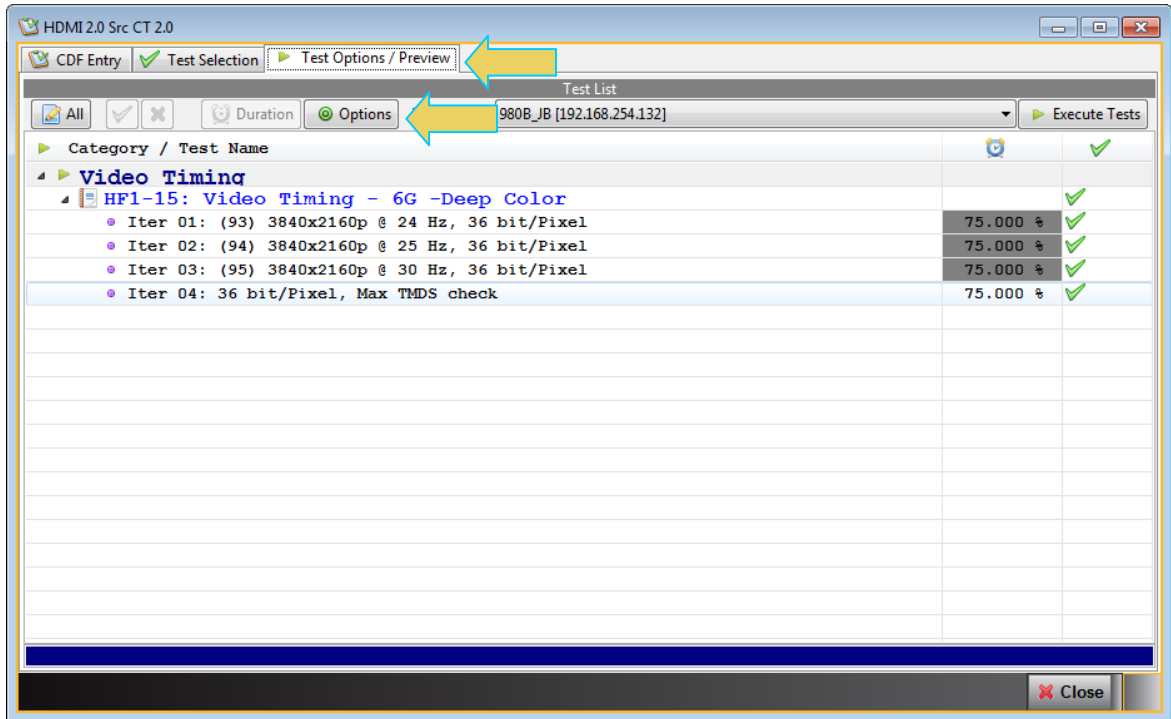 HDMI 2.0 Src CT 2.0
CDF Entry Test Selection Test Options / Preview
Test List
All Duration Options 980B_JB [192.168.254.132] Execute Tests
Category / Test Name
Video Timing
HF1-15: Video Timing - 6G -Deep Color
Iter 01: (93) 3840x2160p @ 24 Hz, 36 bit/Pixel 75.000 %
Iter 02: (94) 3840x2160p @ 25 Hz, 36 bit/Pixel 75.000 %
Iter 03: (95) 3840x2160p @ 30 Hz, 36 bit/Pixel 75.000 %
Iter 04: 36 bit/Pixel, Max TMDS check 75.000 %
Close